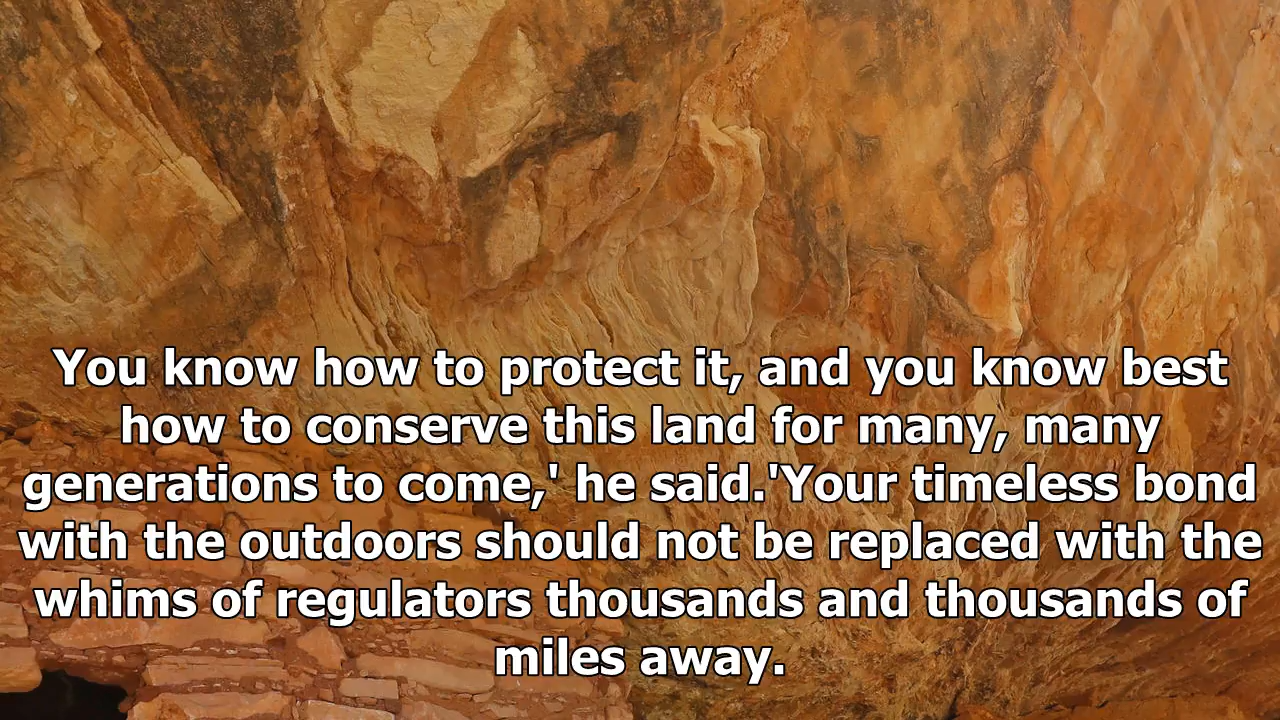 You know how to protect it, and you know best
how to conserve this land for many, many
generations to come,' he said.'Your timeless bond
with the outdoors should not be replaced with the
whims of regulators thousands and thousands of
miles away.